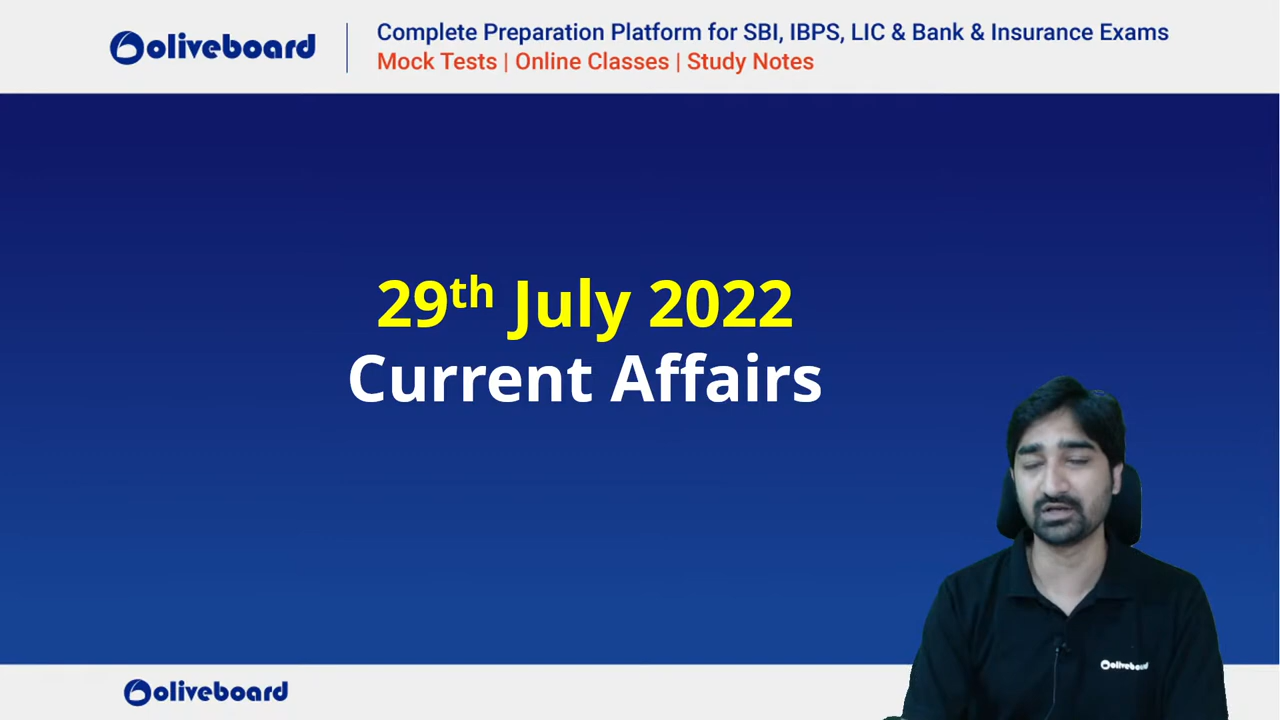 oliveboard
Complete Preparation Platform for SBI, IBPS, LIC & Bank & Insurance Exams
Mock Tests | Online Classes | Study Notes
29th July 2022
Current Affairs
oliveboard
oliveboard